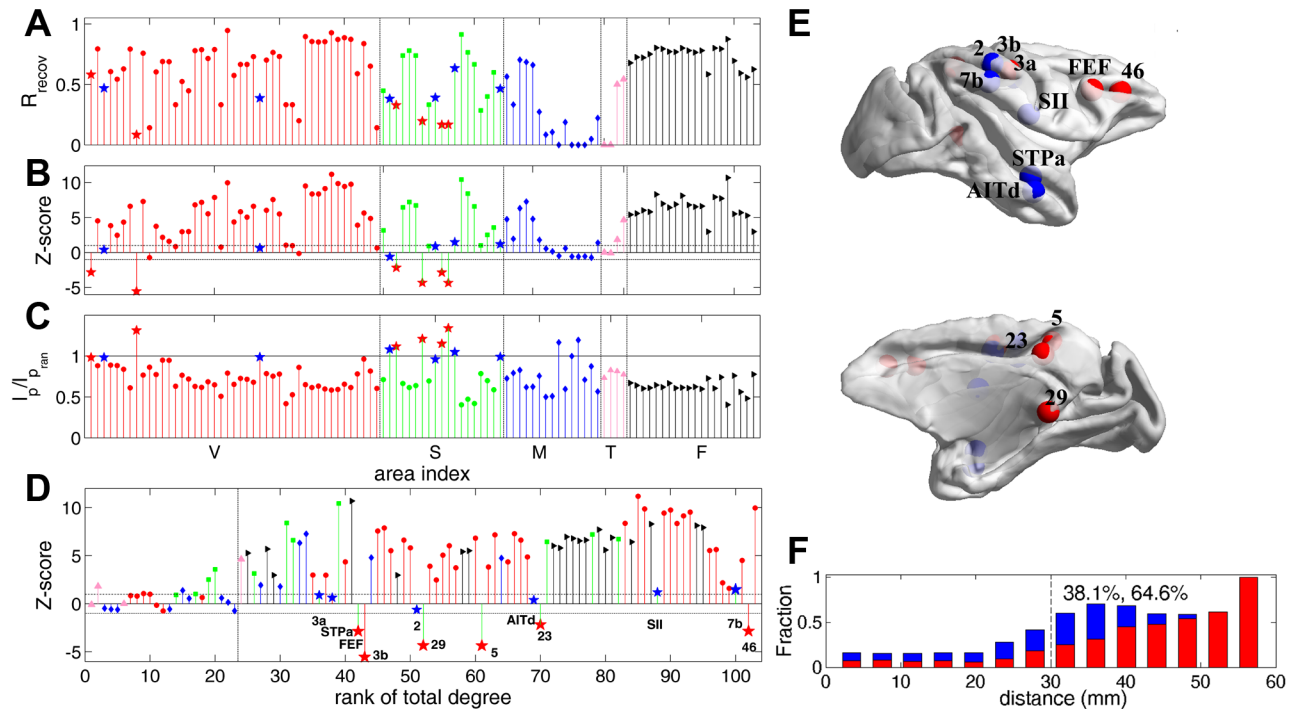 A
R recov
1
0.5
0
B
Z-score
10
5
0
-5
C
I p /I p ran
1
0.5
0
V S M T F
area index
D
Z-score
10
5
0
-5
3a
STPa
FEF
3b
2
29
5
AITd
23
SII
7b
46
0 10 20 30 40 50 60 70 80 90 100
rank of total degree
E
2 3b
3a
7b
FEF 46
SII
STPa
AITd
5
23
29
F
38.1%, 64.6%
Fraction
1
0.5
0
0 10 20 30 40 50 60
distance (mm)